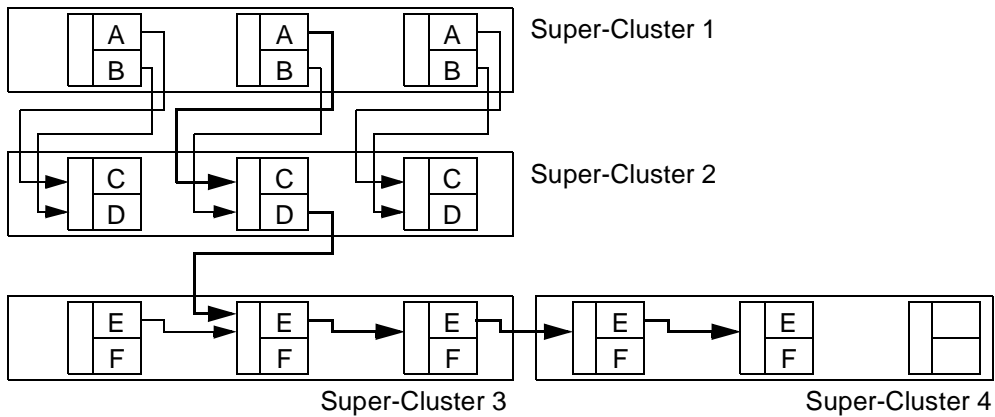 A A A Super-Cluster 1
B B B
C C C Super-Cluster 2
D D D
E E E E E
F F F F F
Super-Cluster 3 Super-Cluster 4